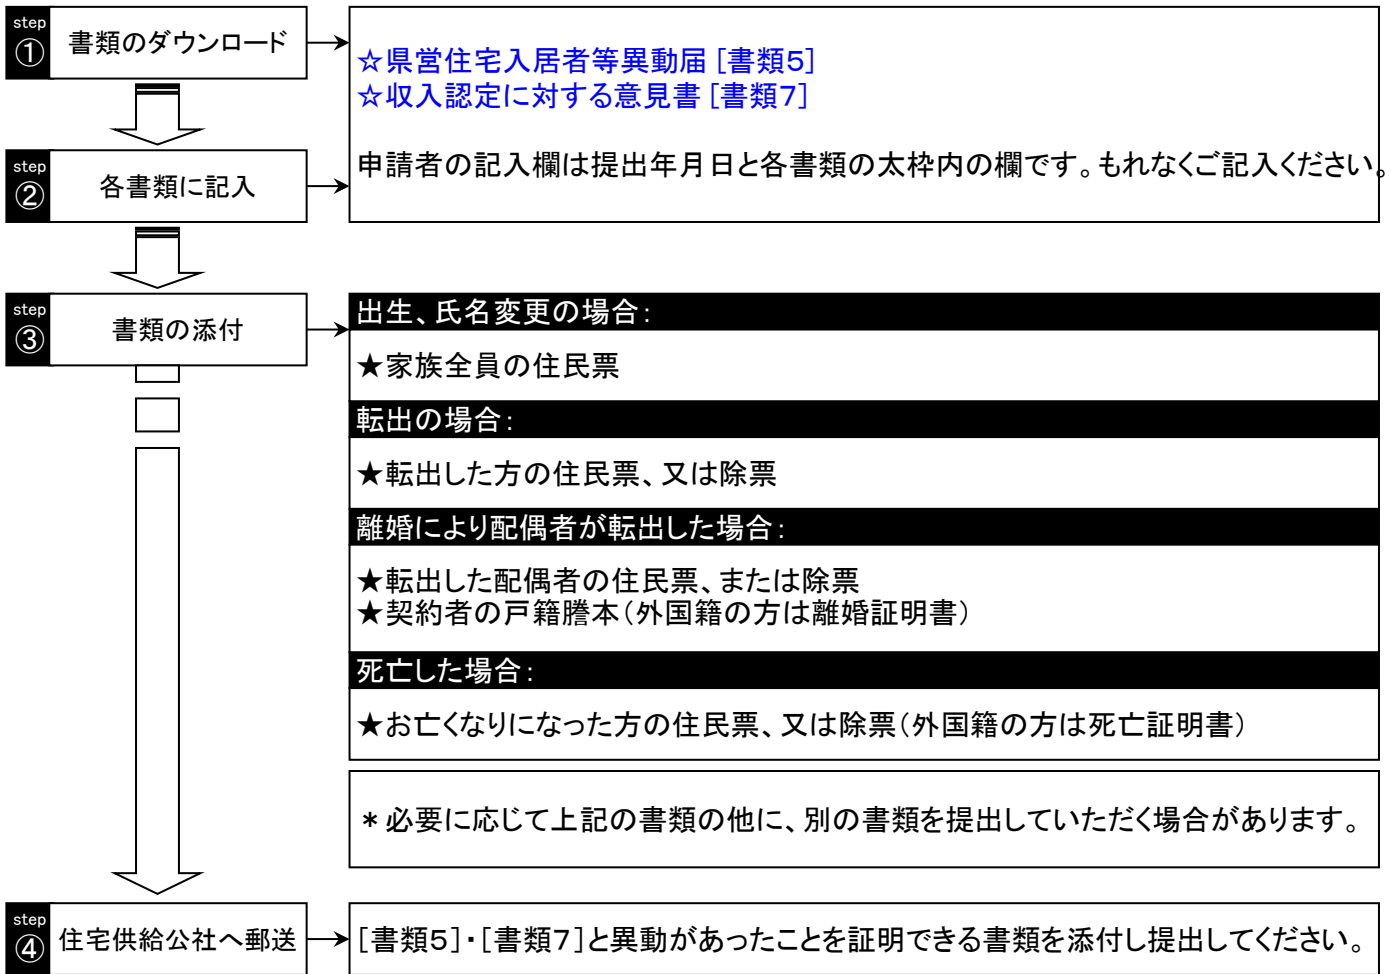 step
① 書類のダウンロード
☆県営住宅入居者等異動届［書類5］
☆収入認定に対する意見書［書類7］
step
② 各書類に記入
申請者の記入欄は提出年月日と各書類の太枠内の欄です。もれなくご記入ください。
step
③ 書類の添付
出生、氏名変更の場合：
★家族全員の住民票
転出の場合：
★転出した方の住民票、又は除票
離婚により配偶者が転出した場合：
★転出した配偶者の住民票、または除票
★契約者の戸籍謄本（外国籍の方は離婚証明書）
死亡した場合：
★お亡くなりになった方の住民票、又は除票（外国籍の方は死亡証明書）
＊必要に応じて上記の書類の他に、別の書類を提出していただく場合があります。
step
④ 住宅供給公社へ郵送
［書類5］・［書類7］と異動があったことを証明できる書類を添付し提出してください。